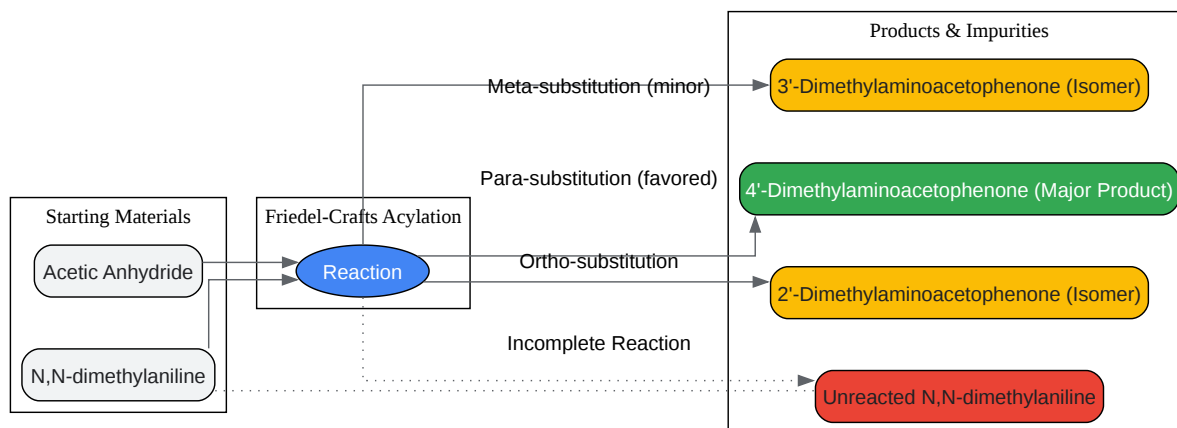 Products & Impurities
Meta-substitution (minor)
3'-Dimethylaminoacetophenone (Isomer)
Para-substitution (favored)
4'-Dimethylaminoacetophenone (Major Product)
Starting Materials
Friedel-Crafts Acylation
Acetic Anhydride
Reaction
Ortho-substitution
2'-Dimethylaminoacetophenone (Isomer)
Incomplete Reaction
N,N-dimethylaniline
Unreacted N,N-dimethylaniline